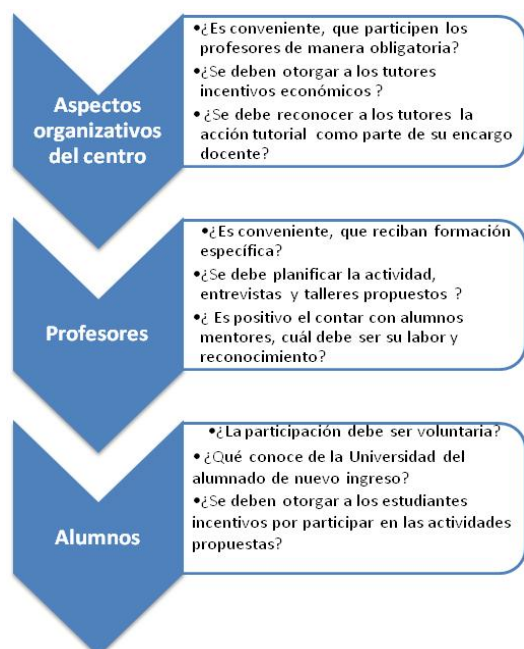 Aspectos
organizativos
del centro
•¿Es conveniente, que participen los
profesores de manera obligatoria?
•¿Se deben otorgar a los tutores
incentivos económicos ?
•¿Se debe reconocer a los tutores la
acción tutorial como parte de su encargo
docente?
Profesores
•¿Es conveniente, que reciban formación
específica?
•¿Se debe planificar la actividad,
entrevistas y talleres propuestos ?
•¿ Es positivo el contar con alumnos
mentores, cuál debe ser su labor y
reconocimiento?
Alumnos
•¿La participación debe ser voluntaria?
•¿Qué conoce de la Universidad del
alumnado de nuevo ingreso?
•¿Se deben otorgar a los estudiantes
incentivos por participar en las actividades
propuestas?